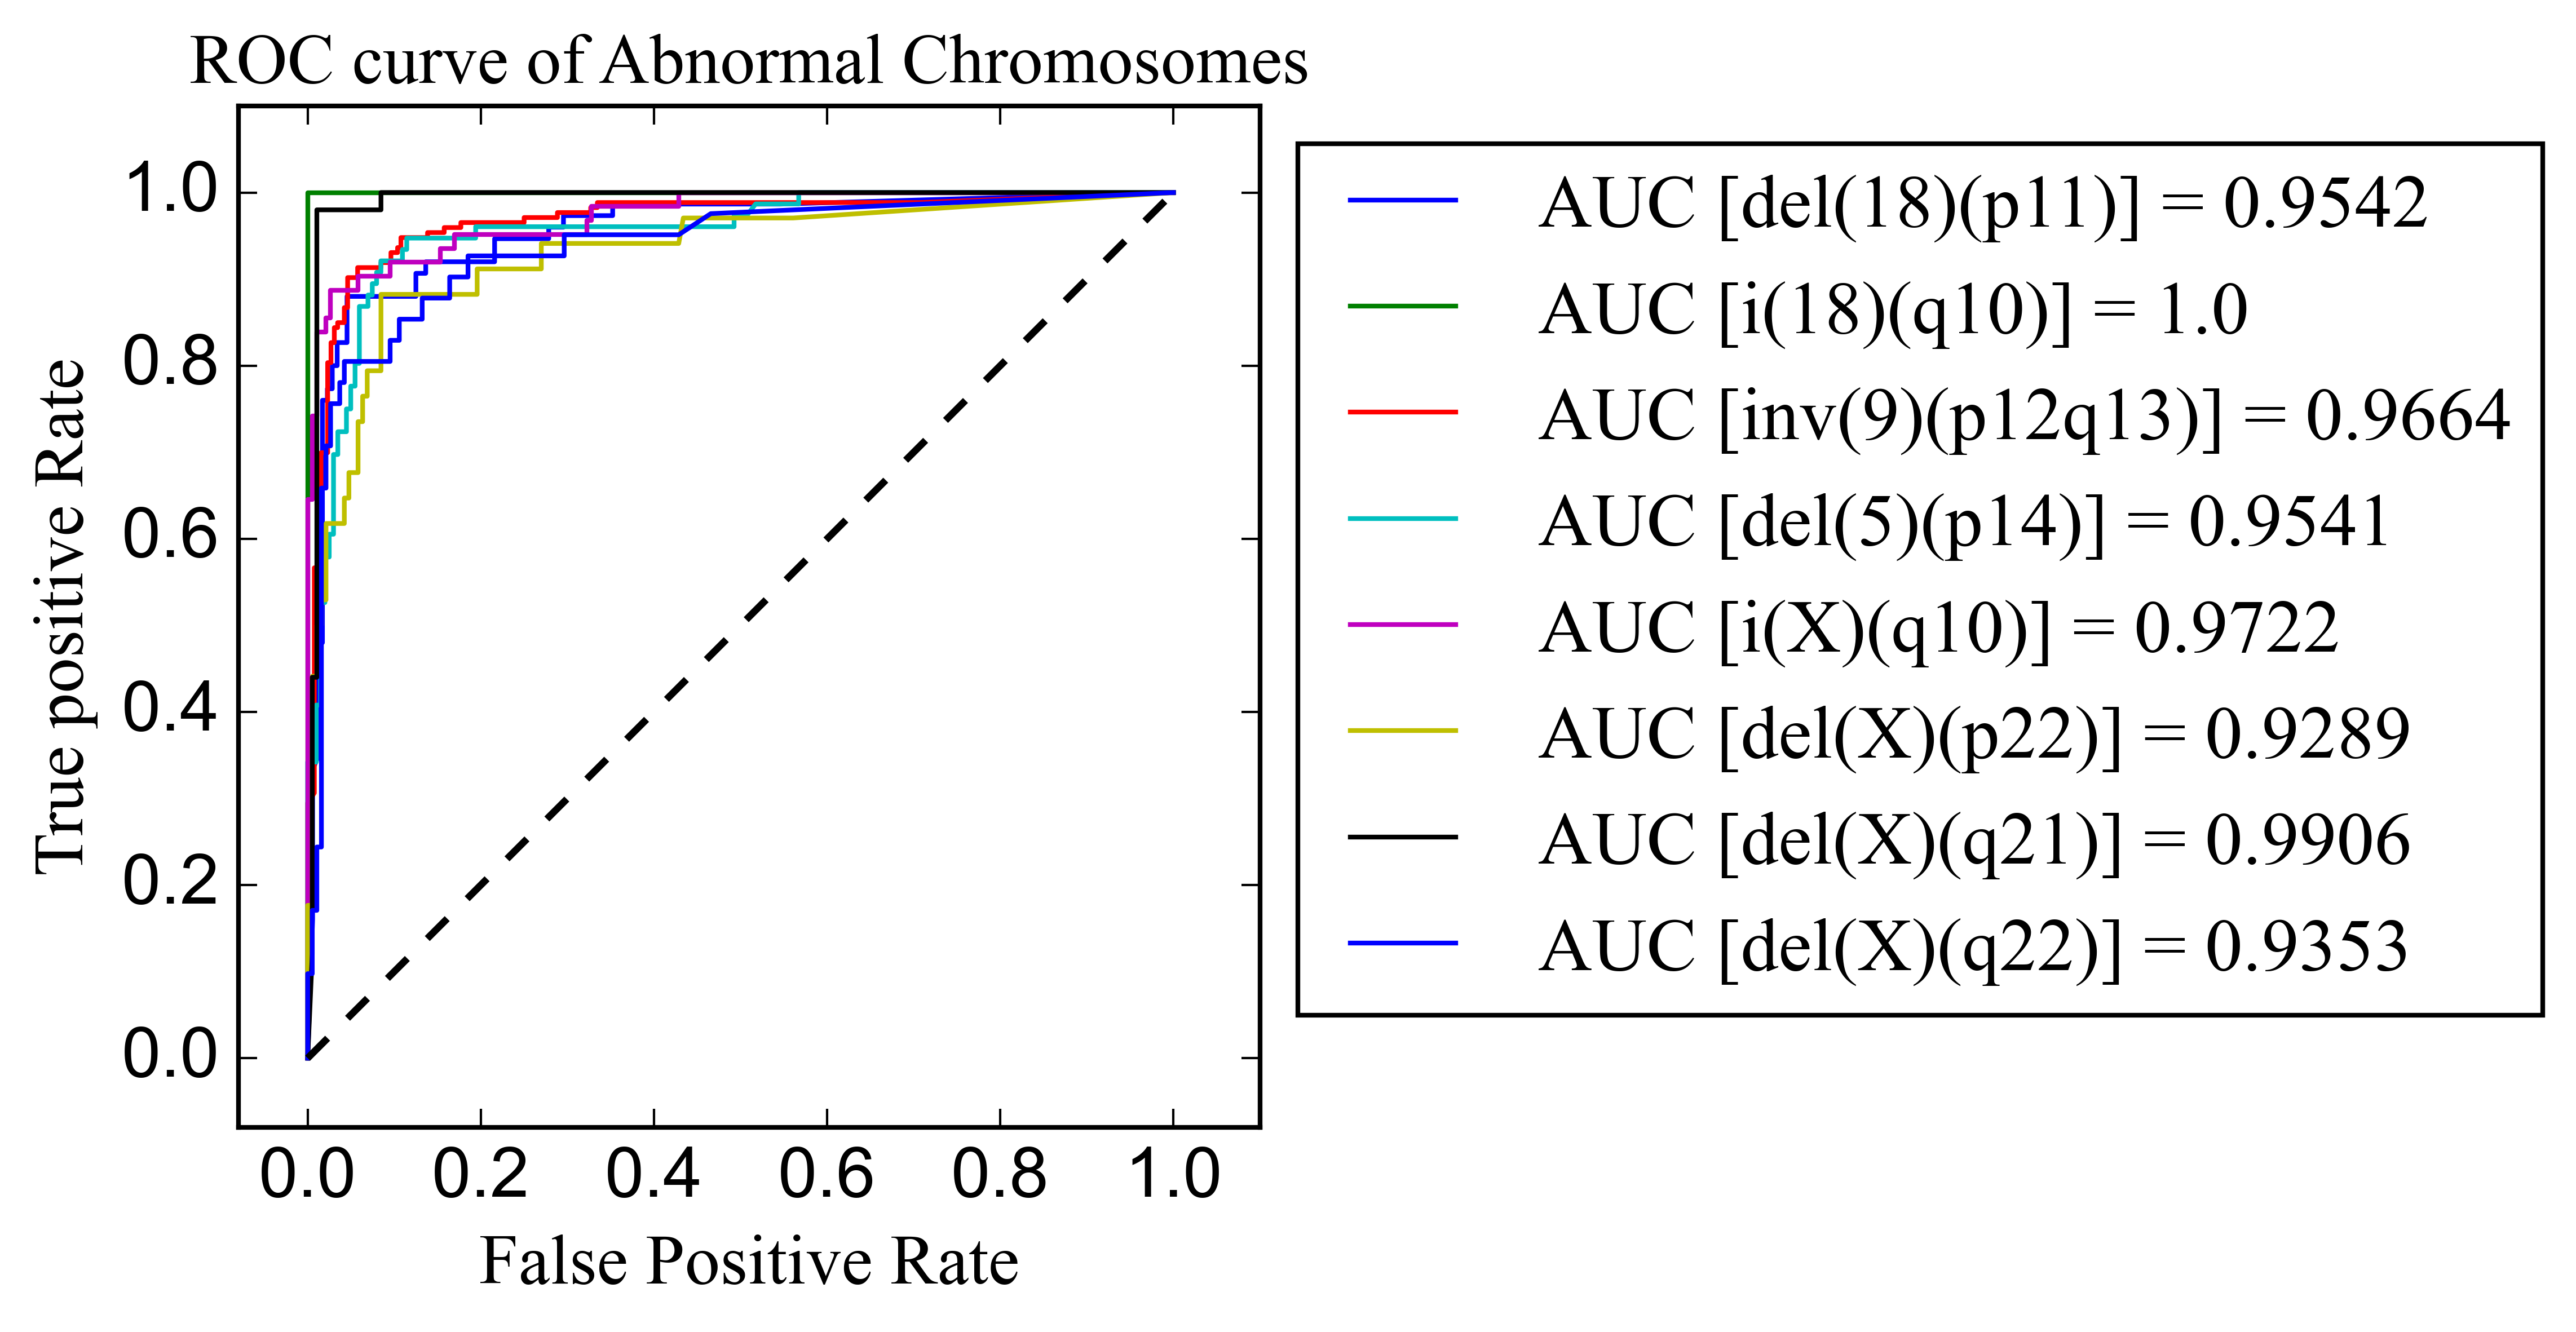 ROC curve of Abnormal Chromosomes
True positive Rate
1.0
0.8
0.6
0.4
0.2
0.0
0.0 0.2 0.4 0.6 0.8 1.0
False Positive Rate
AUC [del(18)(p11)] = 0.9542
AUC [i(18)(q10)] = 1.0
AUC [inv(9)(p12q13)] = 0.9664
AUC [del(5)(p14)] = 0.9541
AUC [i(X)(q10)] = 0.9722
AUC [del(X)(p22)] = 0.9289
AUC [del(X)(q21)] = 0.9906
AUC [del(X)(q22)] = 0.9353